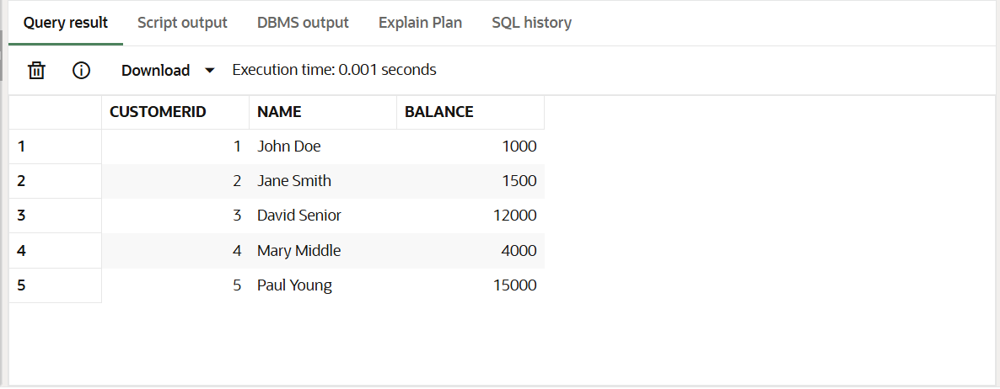 Query result Script output DBMS output Explain Plan SQL history
Download Execution time: 0.001 seconds
CUSTOMERID NAME BALANCE
1 1 John Doe 1000
2 2 Jane Smith 1500
3 3 David Senior 12000
4 4 Mary Middle 4000
5 5 Paul Young 15000